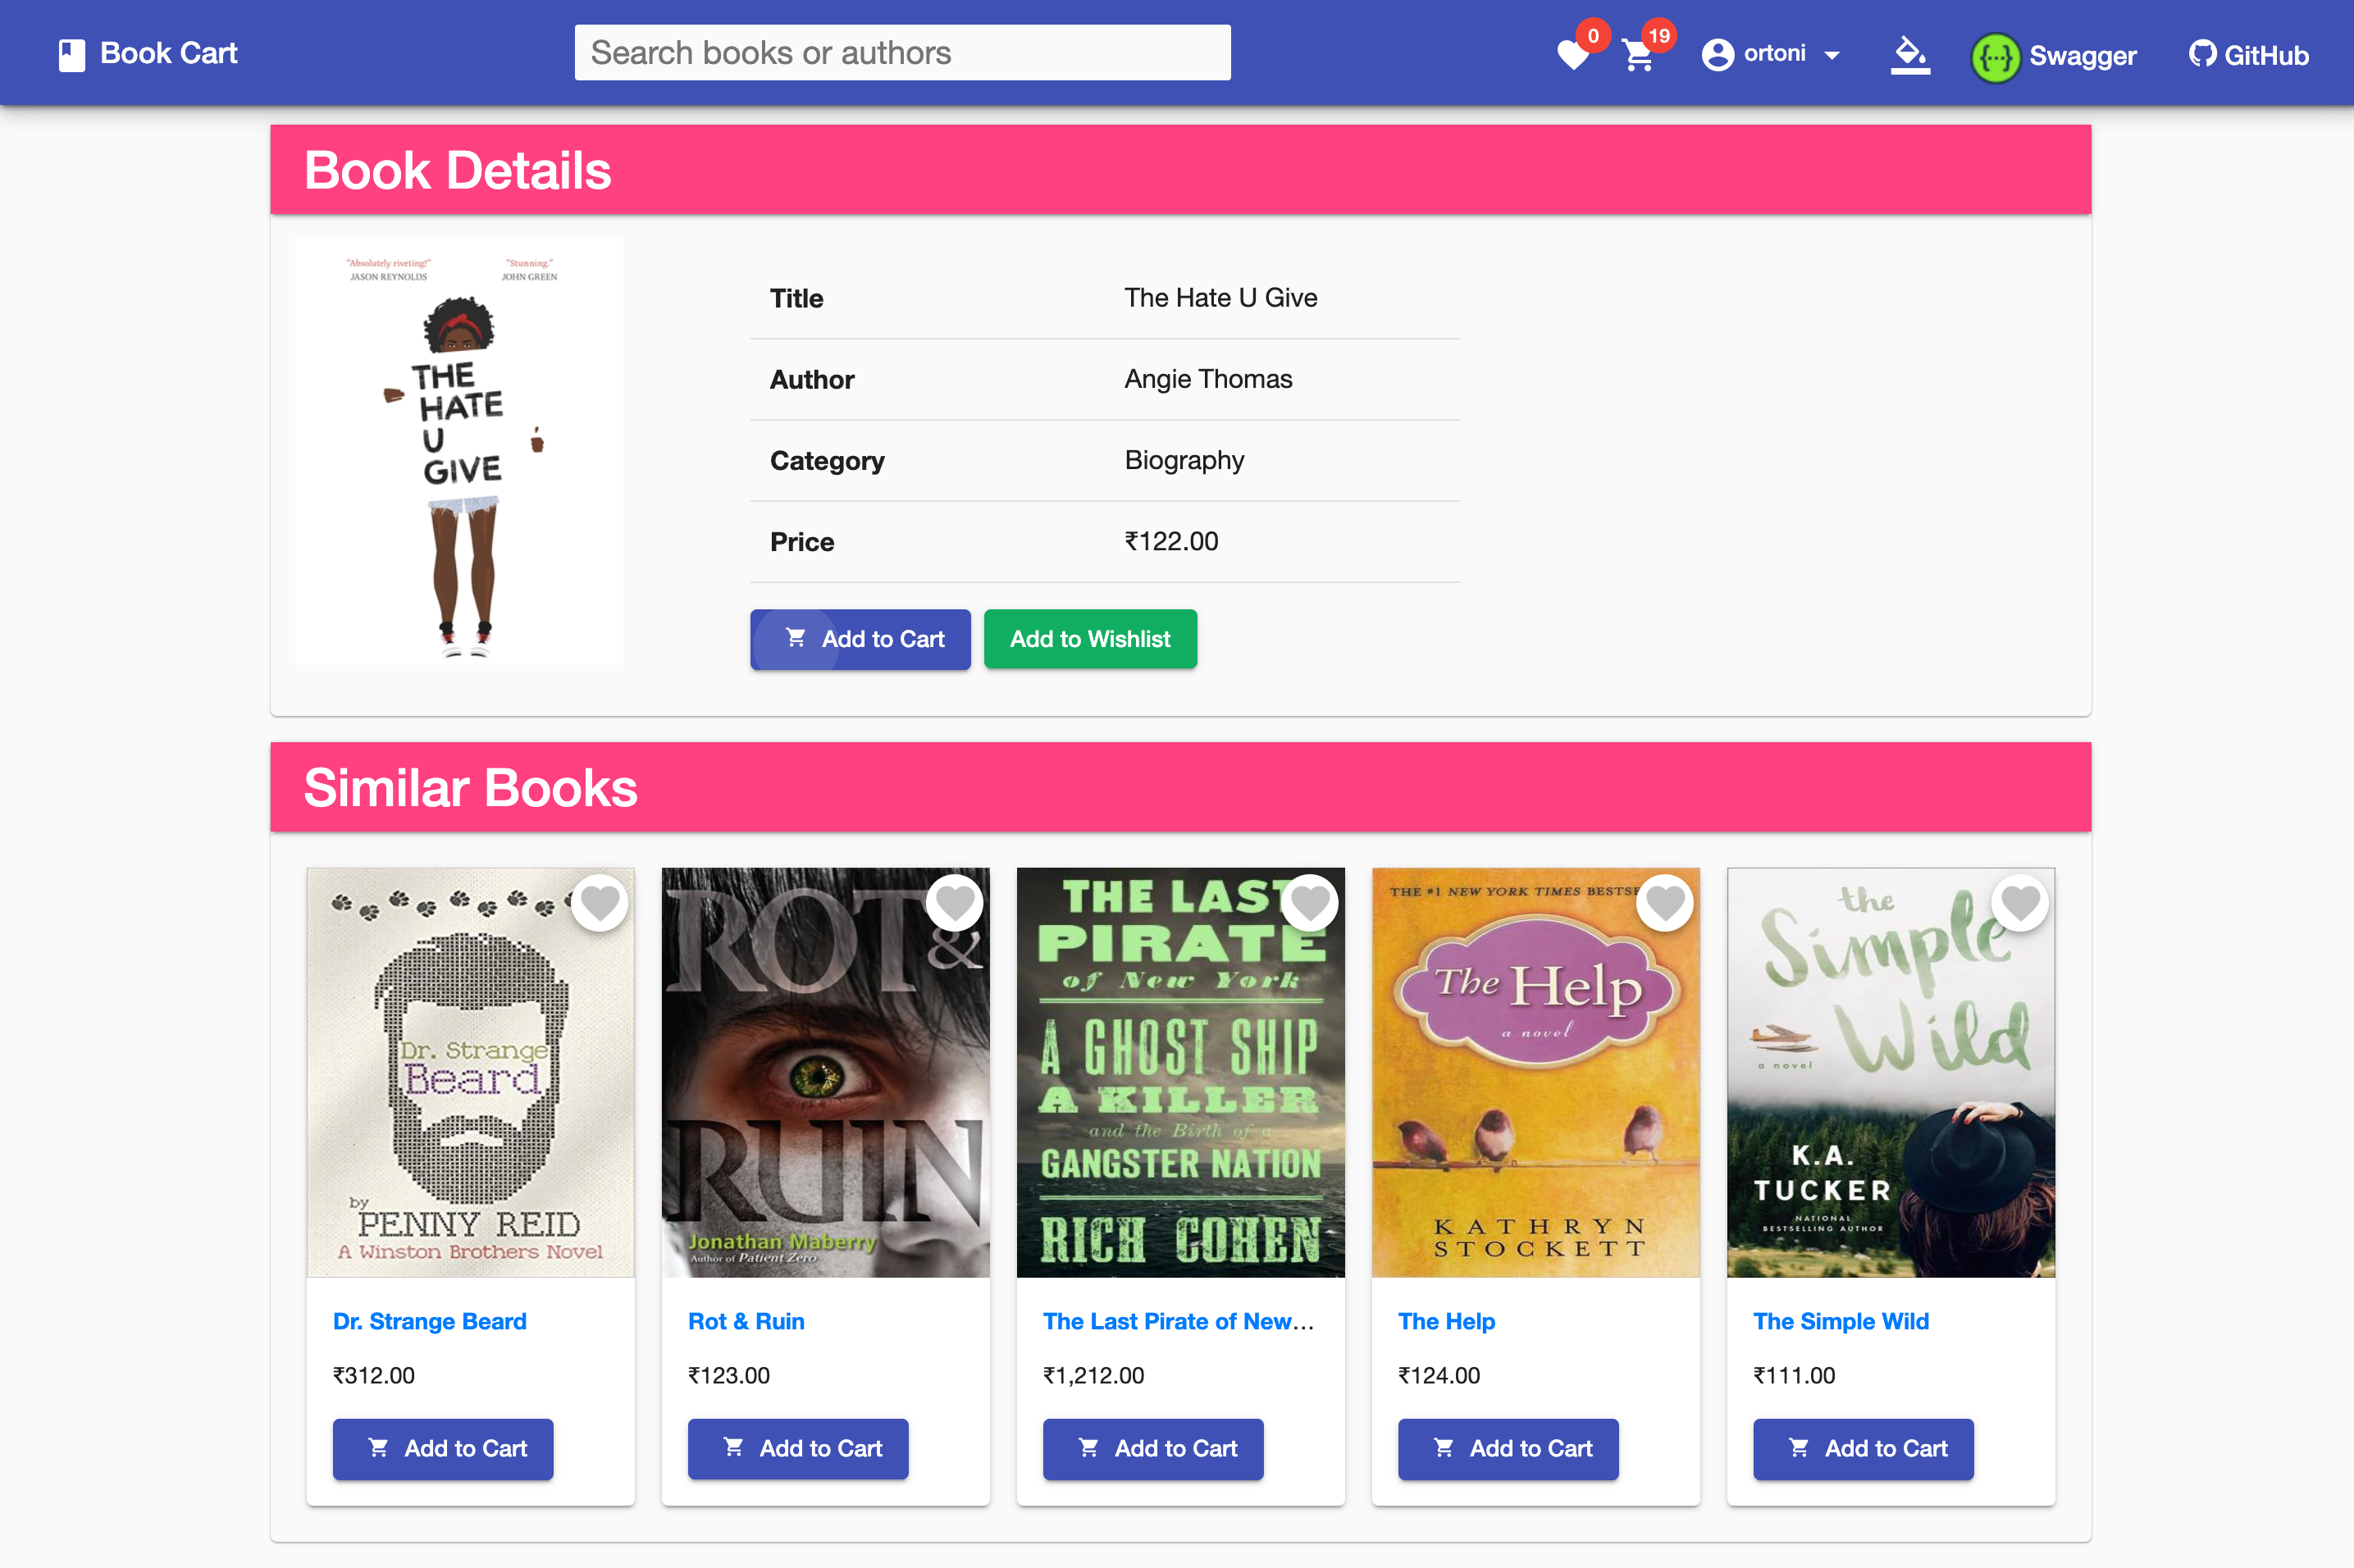 Book Cart
Search books or authors
0
19
ortoni
Swagger
GitHub
Book Details
"Absolutely riveting!"
JASON REYNOLDS
"Stunning."
JOHN GREEN
THE
HATE
U
GIVE
Title
The Hate U Give
Author
Angie Thomas
Category
Biography
Price
₹122.00
Add to Cart
Add to Wishlist
Similar Books
Dr. Strange
Beard
by
PENNY REID
A Winston Brothers Novel
Dr. Strange Beard
₹312.00
Add to Cart
ROT
&
RUIN
Jonathan Maberry
Author of Patient Zero
Rot & Ruin
₹123.00
Add to Cart
THE LAST
PIRATE
of New York
A GHOST SHIP
A KILLER
and the Birth of a
GANGSTER NATION
RICH COHEN
The Last Pirate of New...
₹1,212.00
Add to Cart
THE #1 NEW YORK TIMES BESTSE
The Help
a novel
KATHRYN
STOCKETT
The Help
₹124.00
Add to Cart
the
Simple
Wild
a novel
K.A.
TUCKER
NATIONAL
BESTSELLING AUTHOR
The Simple Wild
₹111.00
Add to Cart